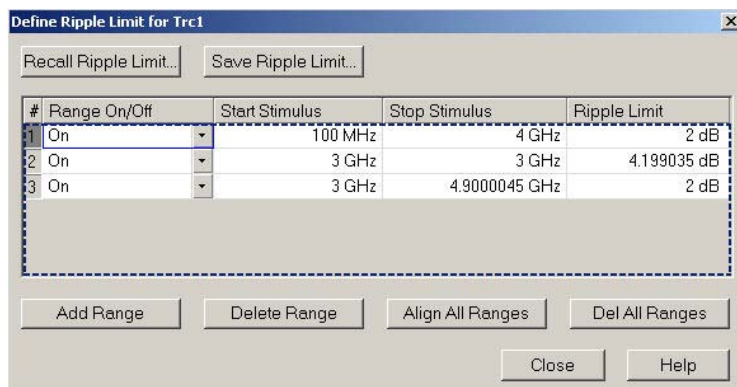 Define Ripple Limit for Trc1
Recall Ripple Limit... Save Ripple Limit...
# Range On/Off Start Stimulus Stop Stimulus Ripple Limit
1 On 100 MHz 4 GHz 2 dB
2 On 3 GHz 3 GHz 4.199035 dB
3 On 3 GHz 4.9000045 GHz 2 dB
Add Range Delete Range Align All Ranges Del All Ranges
Close Help